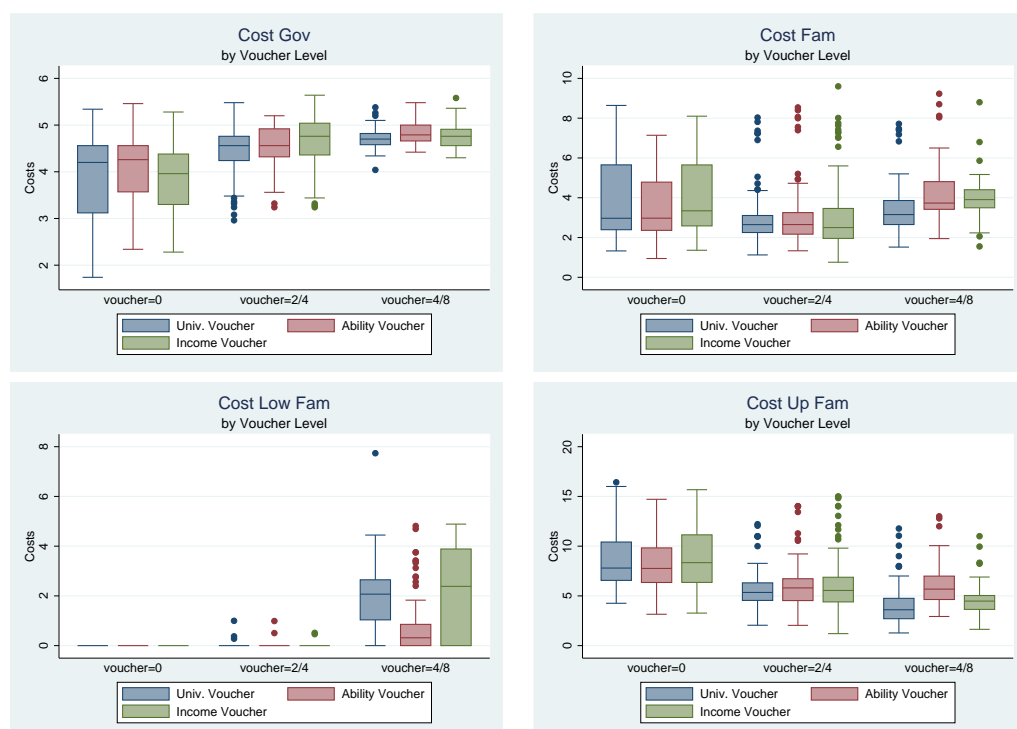 Cost Gov
by Voucher Level
Costs
6
5
4
3
2
voucher=0 voucher=2/4 voucher=4/8
Univ. Voucher Ability Voucher
Income Voucher
Cost Fam
by Voucher Level
Costs
10
8
6
4
2
0
voucher=0 voucher=2/4 voucher=4/8
Univ. Voucher Ability Voucher
Income Voucher
Cost Low Fam
by Voucher Level
Costs
8
6
4
2
0
voucher=0 voucher=2/4 voucher=4/8
Univ. Voucher Ability Voucher
Income Voucher
Cost Up Fam
by Voucher Level
Costs
20
15
10
5
0
voucher=0 voucher=2/4 voucher=4/8
Univ. Voucher Ability Voucher
Income Voucher